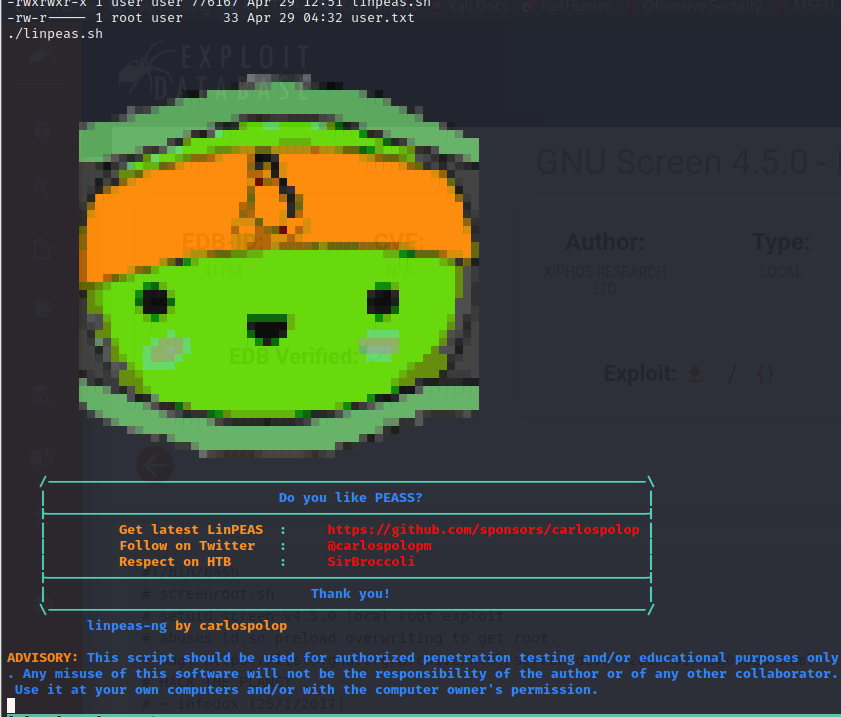 -rwxrwxr-x 1 user user 776167 Apr 29 12:51 linpeas.sh
Kali Docs NetHunter Offensive Security MSFU
-rw-r----- 1 root user 33 Apr 29 04:32 user.txt
./linpeas.sh
EXPLOIT
DATABASE
GNU Screen 4.5.0 -
EDB-ID: CVE: Author: Type:
41154 N/A XIPHOS RESEARCH LOCAL
LTD
EDB Verified:
Exploit: / {}
Do you like PEASS?
Get latest LinPEAS : https://github.com/sponsors/carlospolop
Follow on Twitter : @carlospolopm
Respect on HTB : SirBroccoli
#!/bin/bash
Thank you!
# screenroot.sh
# setuid screen v4.5.0 local root exploit
linpeas-ng by carlospolop
# abuses ld.so.preload overwriting to get root.
ADVISORY: This script should be used for authorized penetration testing and/or educational purposes only
. Any misuse of this software will not be the responsibility of the author or of any other collaborator.
Use it at your own computers and/or with the computer owner's permission.
# ~ infodox (25/1/2017)